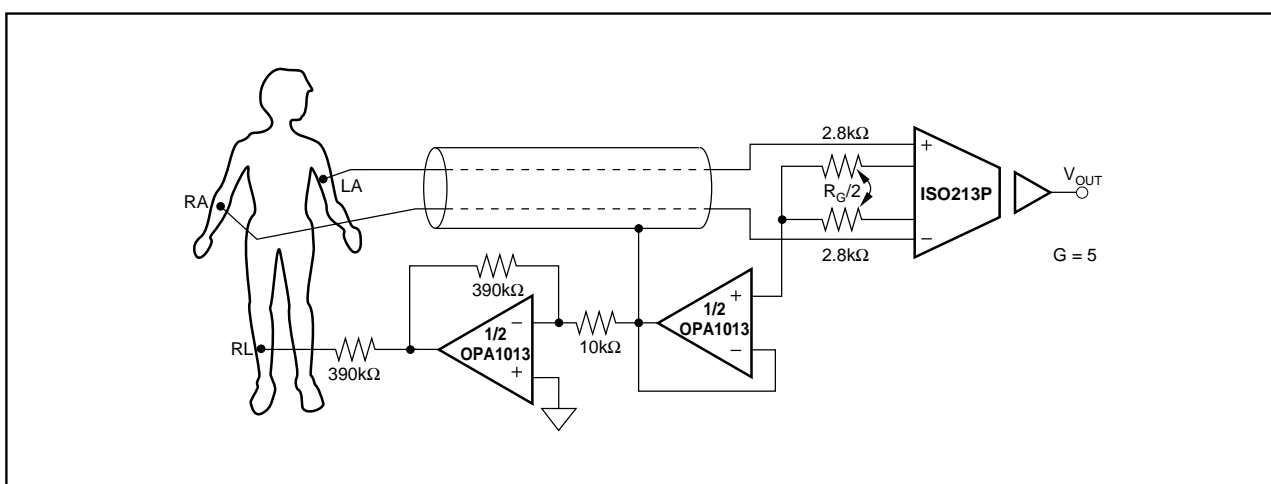 2.8kΩ
+
LA
RA
R_G/2
ISO213P
V_OUT
2.8kΩ
−
G = 5
390kΩ
+
1/2
OPA1013
−
10kΩ
−
1/2
OPA1013
+
RL
390kΩ